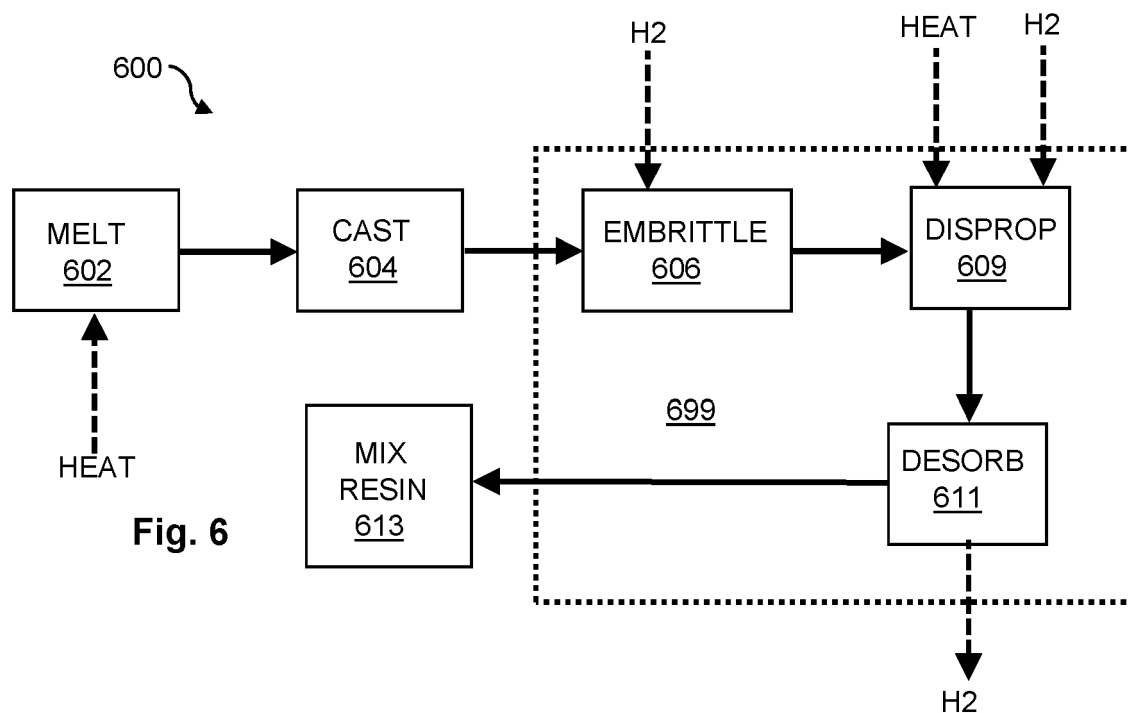 H2
HEAT
H2
600
MELT
602
CAST
604
EMBRITTLE
606
DISPROP
609
HEAT
MIX
RESIN
613
699
DESORB
611
Fig. 6
H2